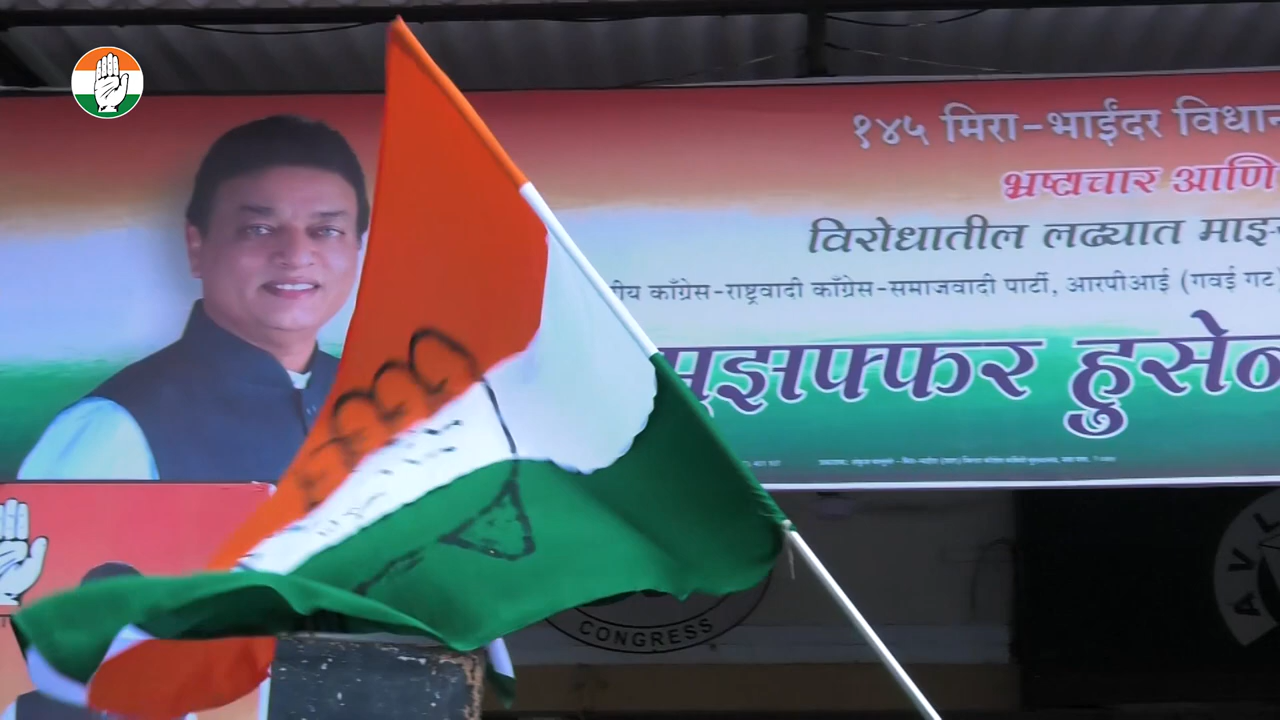 १४५ मिरा-भाईंदर विधान
भ्रष्टाचार आणि
विरोधातील लढ्यात माझ
काँग्रेस-राष्ट्रवादी काँग्रेस-समाजवादी पार्टी, आरपीआई (गवई गट)
मुझफ्फर हुसेन
CONGRESS